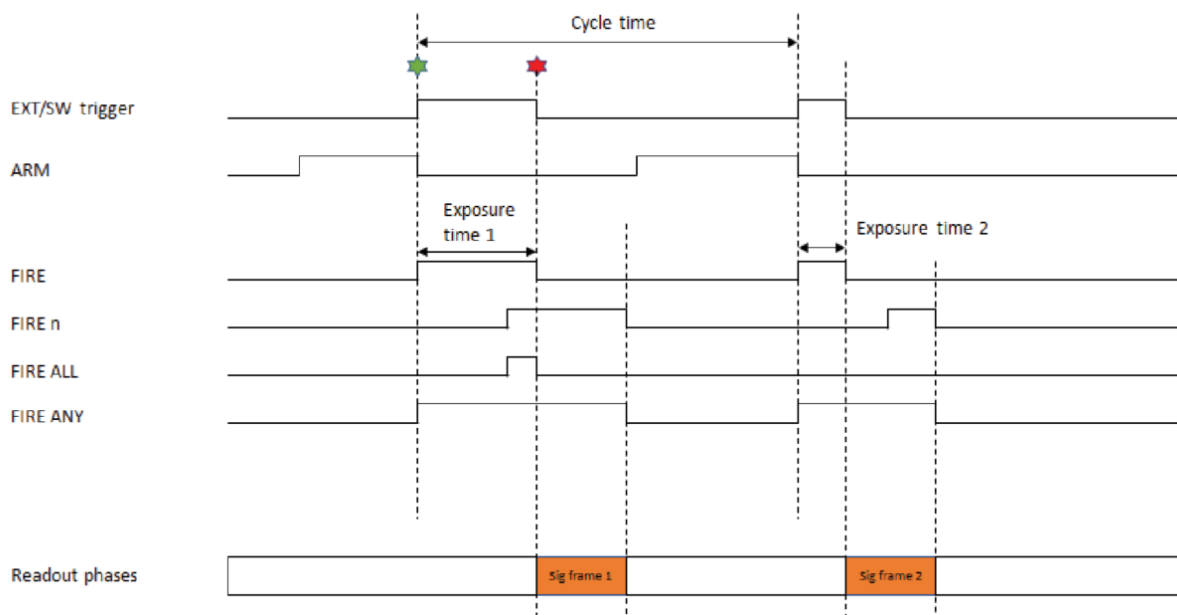 Cycle time
EXT/SW trigger
ARM
Exposure
time 1
Exposure time 2
FIRE
FIRE n
FIRE ALL
FIRE ANY
Readout phases
Sig frame 1
Sig frame 2